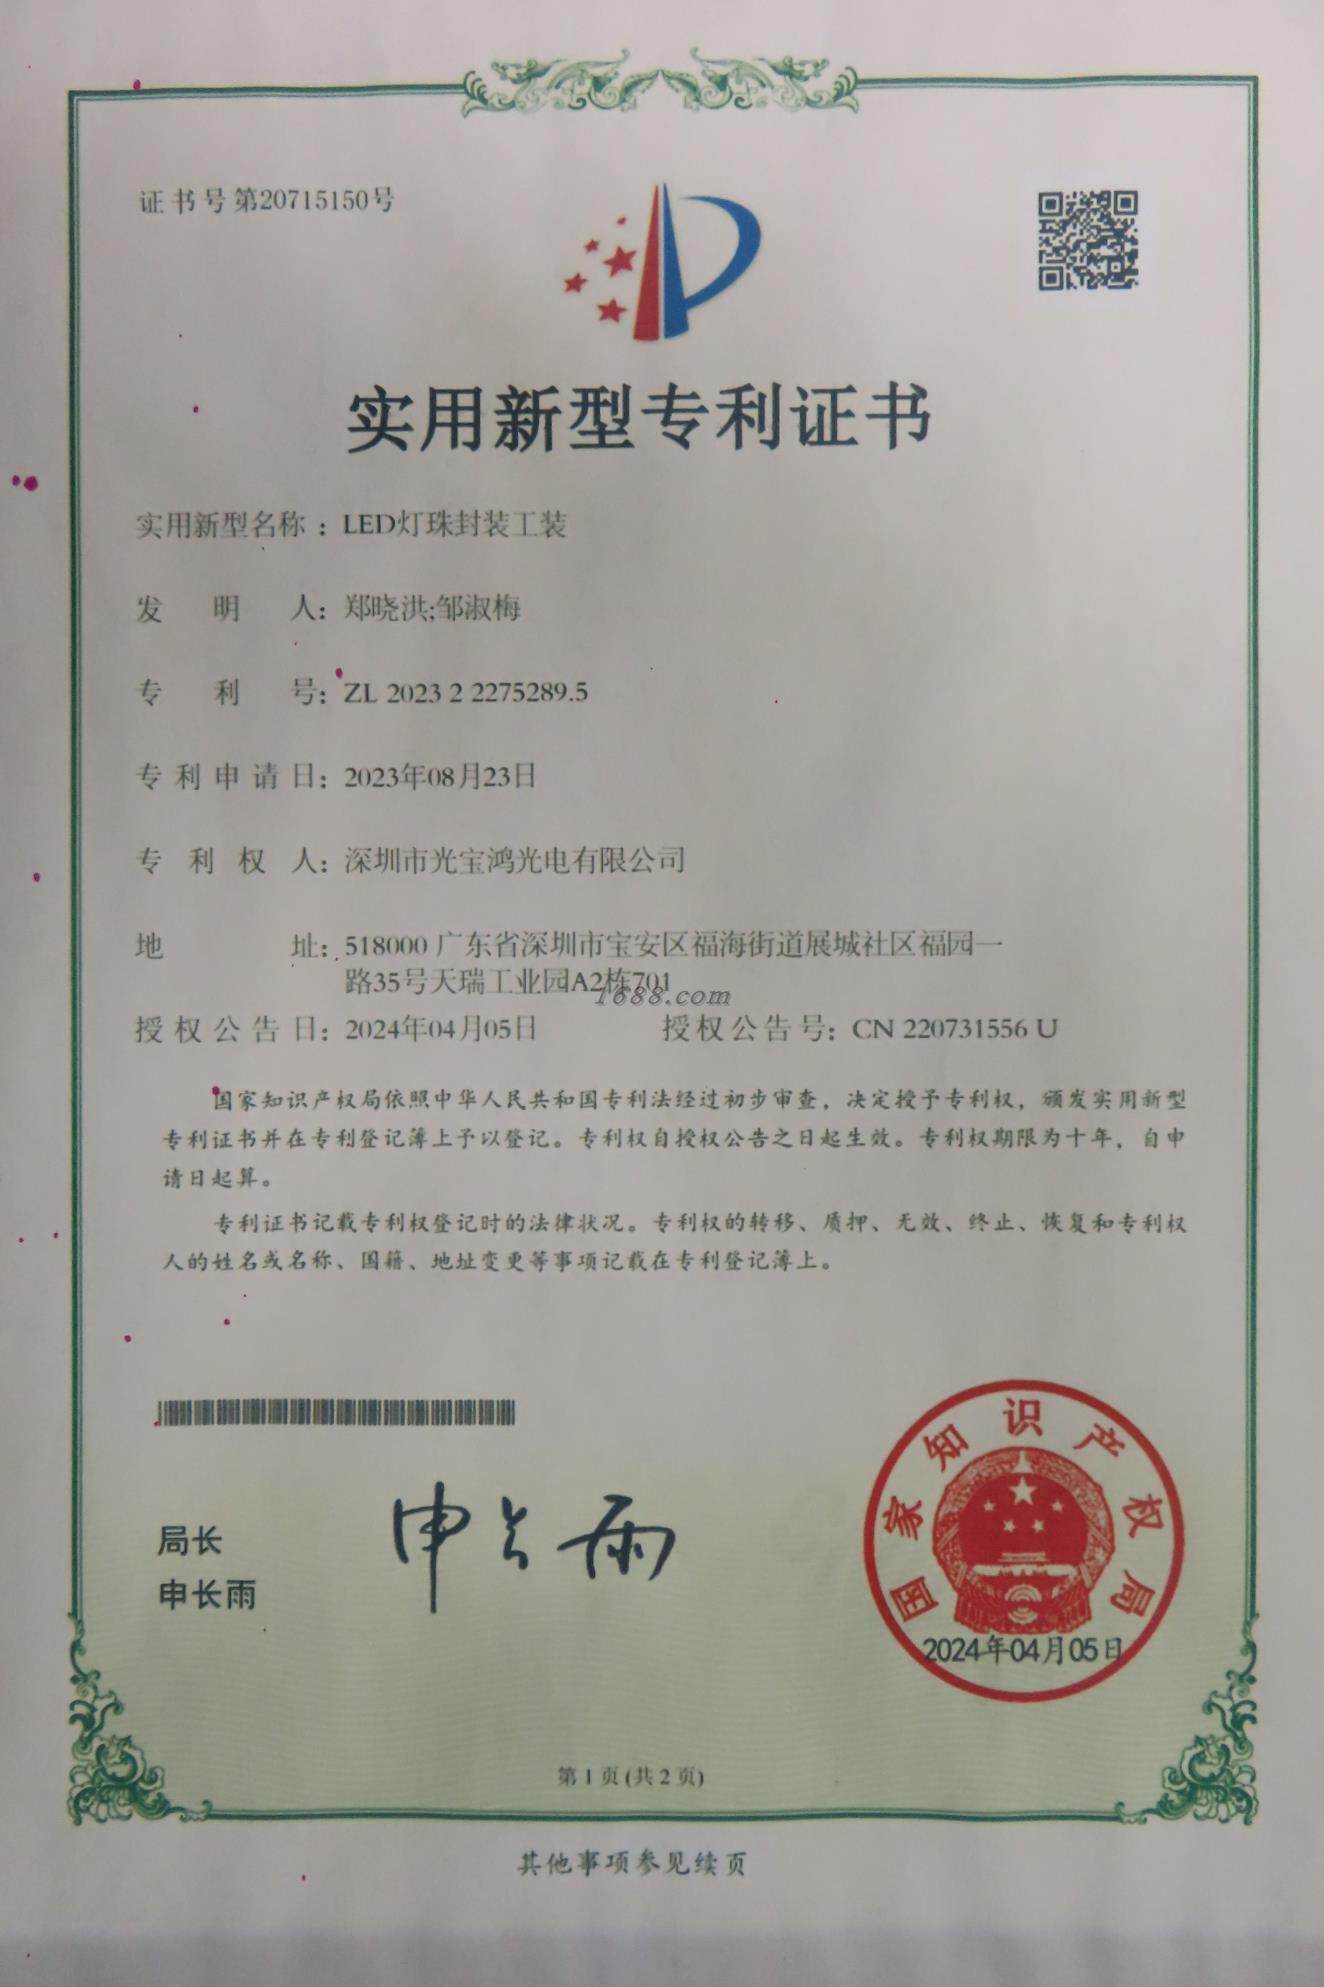 证书号第20715150号
实用新型专利证书
实用新型名称：LED灯珠封装工装
发明人：郑晓洪;邹淑梅
专利号：ZL 2023 2 2275289.5
专利申请日：2023年08月23日
专利权人：深圳市光宝鸿光电有限公司
地址：518000 广东省深圳市宝安区福海街道展城社区福园一
路35号天瑞工业园A2栋701
1688.com
授权公告日：2024年04月05日 授权公告号：CN 220731556 U
国家知识产权局依照中华人民共和国专利法经过初步审查，决定授予专利权，颁发实用新型
专利证书并在专利登记簿上予以登记。专利权自授权公告之日起生效。专利权期限为十年，自申
请日起算。
专利证书记载专利权登记时的法律状况。专利权的转移、质押、无效、终止、恢复和专利权
人的姓名或名称、国籍、地址变更等事项记载在专利登记簿上。
局长
申长雨
申长雨
国家知识产权局
2024年04月05日
第 1 页 (共 2 页)
其他事项参见续页